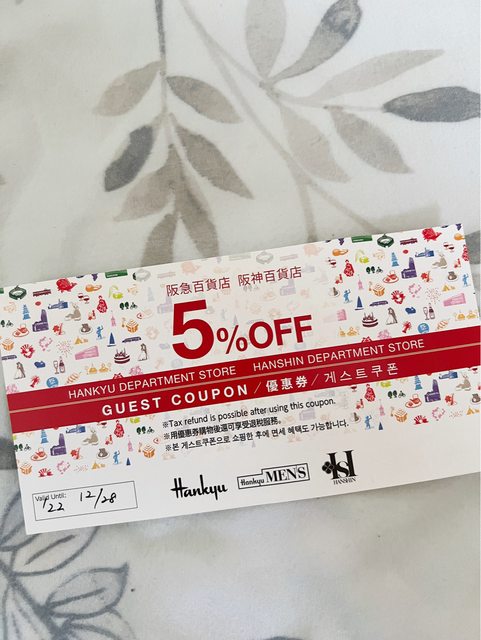 阪急百貨店 阪神百貨店
5%OFF
HANKYU DEPARTMENT STORE HANSHIN DEPARTMENT STORE
GUEST COUPON / 優惠券 / 게스트쿠폰
※Tax refund is possible after using this coupon.
※用優惠券購物後還可享受退税服務。
※본 게스트쿠폰으로 쇼핑한 후에 면세 혜택도 가능합니다.
Hankyu Hankyu MEN'S HANSHIN
Valid Until:
'22 12/28